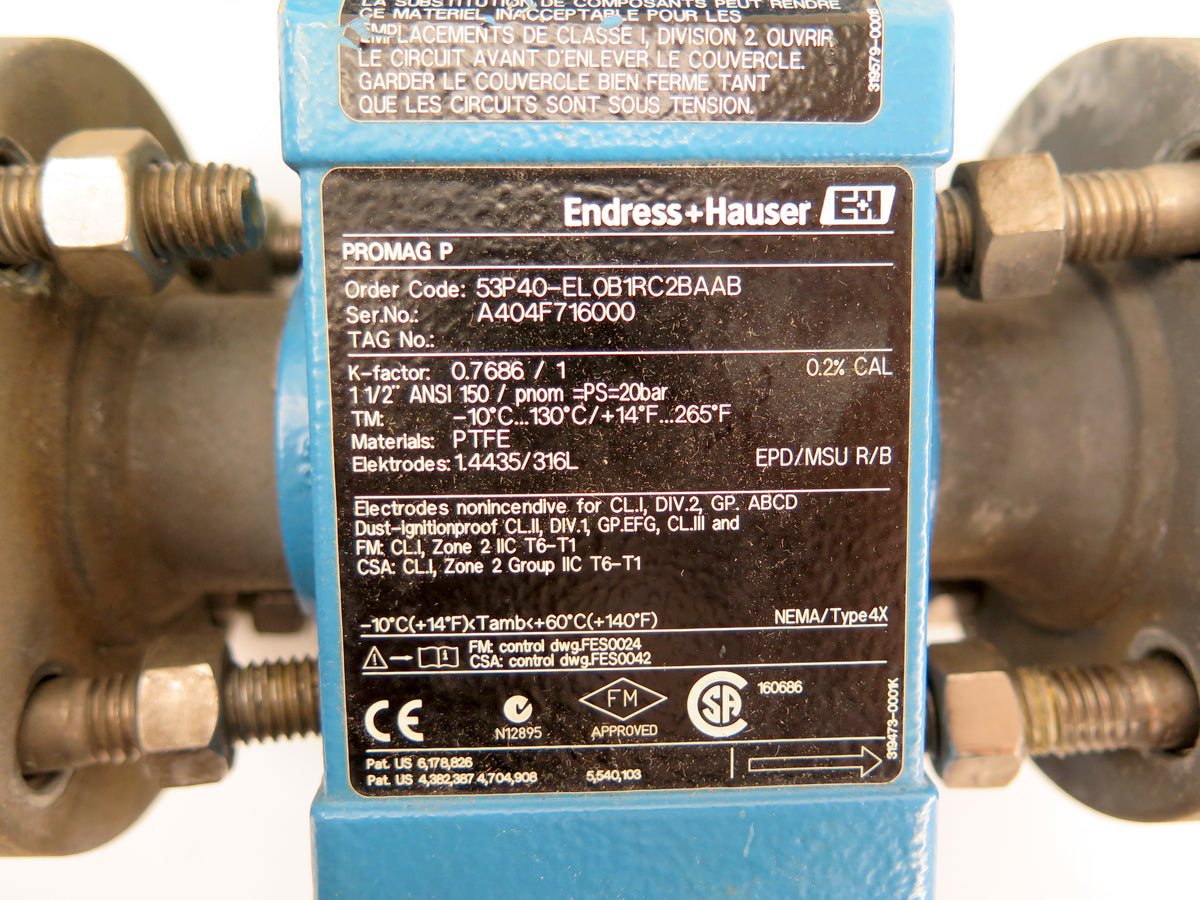 LA SUBSTITUTION DE COMPOSANTS PEUT RENDRE
CE MATERIEL INACCEPTABLE POUR LES
EMPLACEMENTS DE CLASSE I, DIVISION 2. OUVRIR
LE CIRCUIT AVANT D'ENLEVER LE COUVERCLE.
GARDER LE COUVERCLE BIEN FERME TANT
QUE LES CIRCUITS SONT SOUS TENSION.
Endress+Hauser E+H
PROMAG P
Order Code: 53P40-EL0B1RC2BAAB
Ser.No.: A404F716000
TAG No.:
K-factor: 0.7686 / 1 0.2% CAL
1 1/2" ANSI 150 / pnom =PS=20bar
TM: -10°C...130°C/+14°F...265°F
Materials: PTFE
Elektrodes: 1.4435/316L EPD/MSU R/B
Electrodes nonincendive for CL.I, DIV.2, GP. ABCD
Dust-ignitionproof CL.II, DIV.1, GP.EFG, CL.III and
FM: CL.I, Zone 2 IIC T6-T1
CSA: CL.I, Zone 2 Group IIC T6-T1
-10°C(+14°F)<Tamb<+60°C(+140°F) NEMA/Type4X
FM: control dwg.FES0024
CSA: control dwg.FES0042
CE N12895 FM APPROVED CSA 160686
319473-0001K
Pat. US 6,178,826
Pat. US 4,382,387 4,704,908 5,540,103